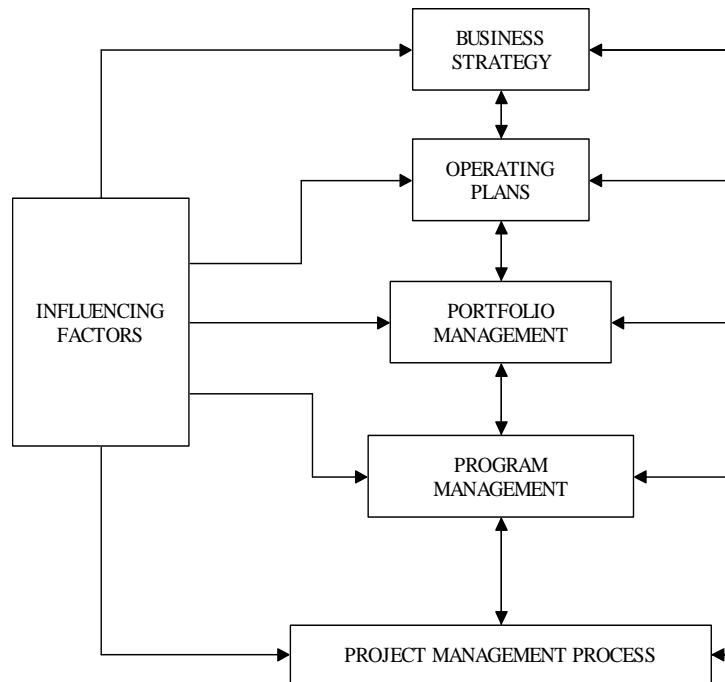 BUSINESS
STRATEGY
OPERATING
PLANS
INFLUENCING
FACTORS
PORTFOLIO
MANAGEMENT
PROGRAM
MANAGEMENT
PROJECT MANAGEMENT PROCESS